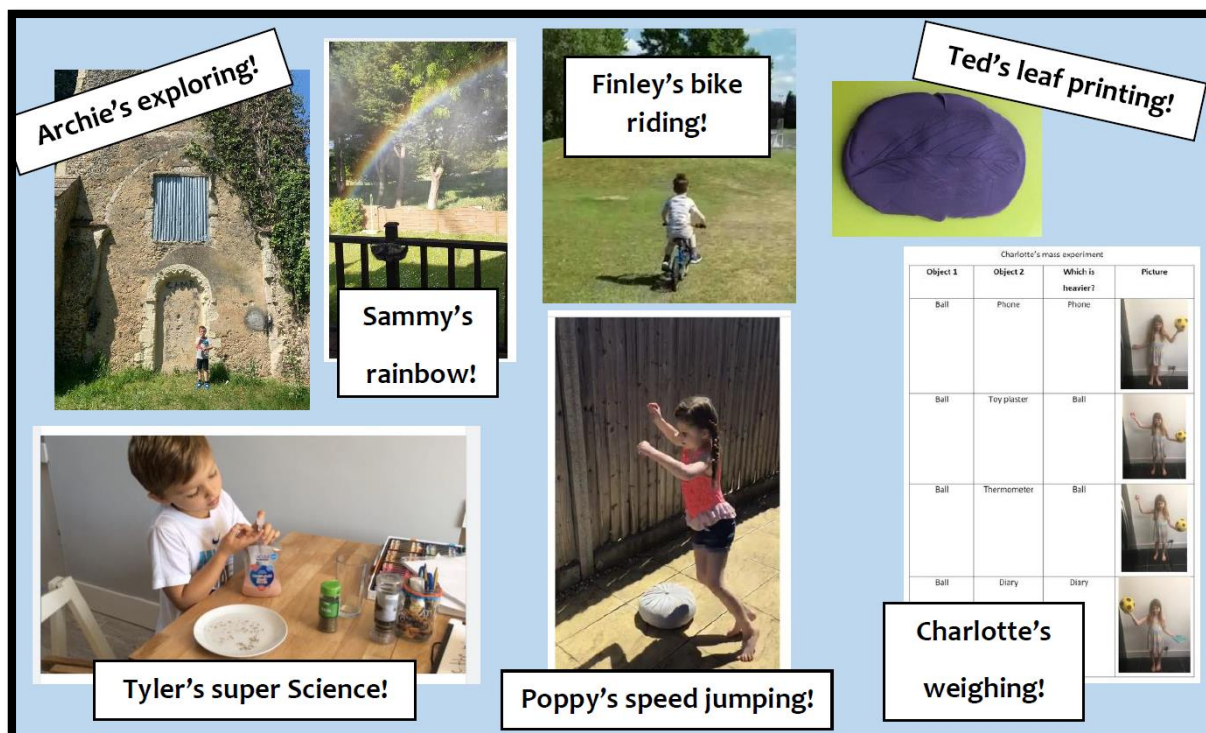 Archie's exploring!
Sammy's
rainbow!
Finley's bike
riding!
Ted's leaf printing!
Charlotte's mass experiment
Object 1 Object 2 Which is heavier? Picture
Ball Phone Phone
Ball Toy plaster Ball
Ball Thermometer Ball
Ball Diary Diary
Charlotte's
weighing!
Tyler's super Science!
Poppy's speed jumping!